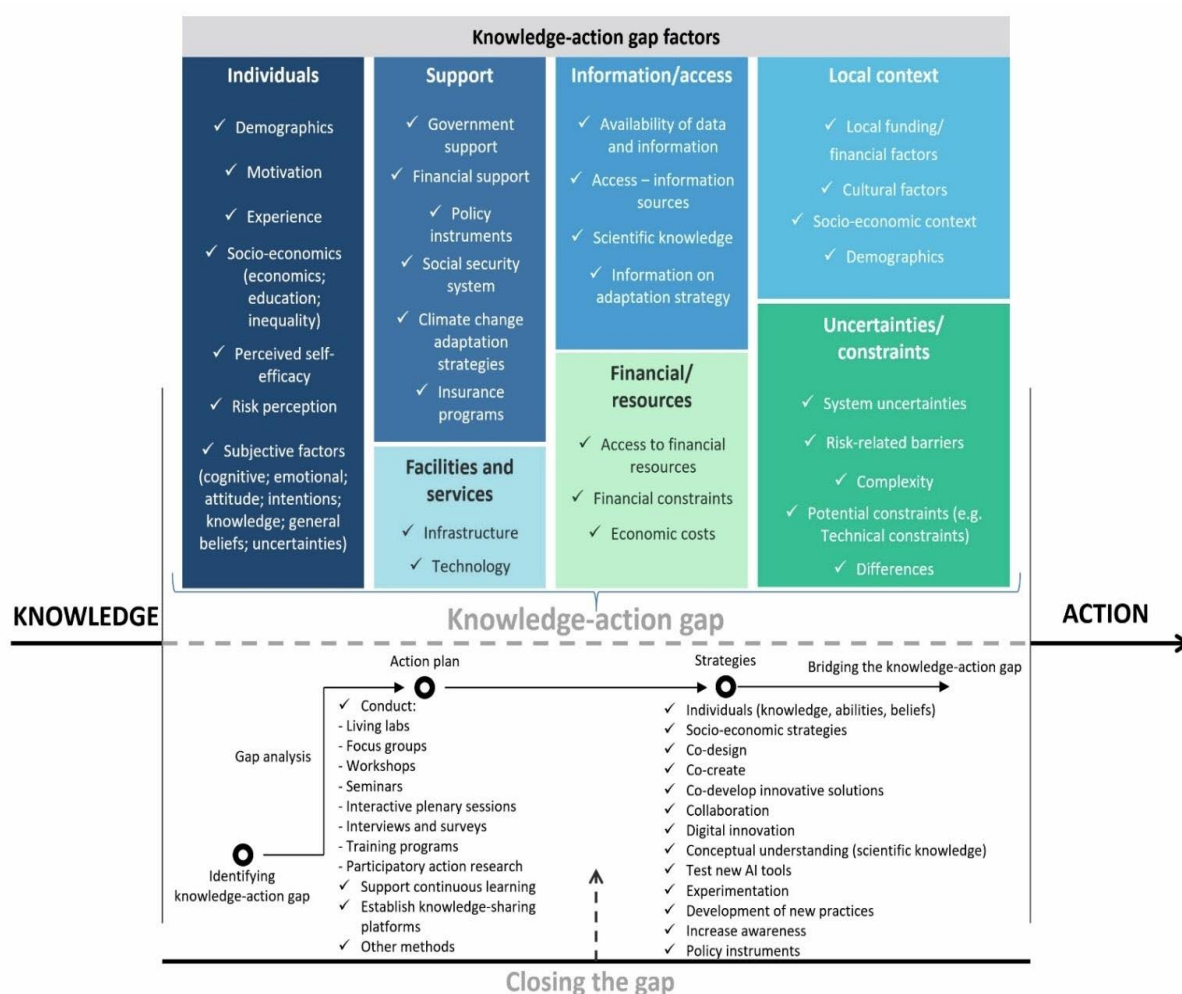 Knowledge-action gap factors
Individuals
✓ Demographics
✓ Motivation
✓ Experience
✓ Socio-economics
(economics;
education;
inequality)
✓ Perceived self-
efficacy
✓ Risk perception
✓ Subjective factors
(cognitive; emotional;
attitude; intentions;
knowledge; general
beliefs; uncertainties)
Support
✓ Government
support
✓ Financial support
✓ Policy
instruments
✓ Social security
system
✓ Climate change
adaptation
strategies
✓ Insurance
programs
Facilities and
services
✓ Infrastructure
✓ Technology
Information/access
✓ Availability of data
and information
✓ Access – information
sources
✓ Scientific knowledge
✓ Information on
adaptation strategy
Financial/
resources
✓ Access to financial
resources
✓ Financial constraints
✓ Economic costs
Local context
✓ Local funding/
financial factors
✓ Cultural factors
✓ Socio-economic context
✓ Demographics
Uncertainties/
constraints
✓ System uncertainties
✓ Risk-related barriers
✓ Complexity
✓ Potential constraints (e.g.
Technical constraints)
✓ Differences
KNOWLEDGE
Knowledge-action gap
ACTION
Identifying
knowledge-action gap
Gap analysis
Action plan
✓ Conduct:
- Living labs
- Focus groups
- Workshops
- Seminars
- Interactive plenary sessions
- Interviews and surveys
- Training programs
- Participatory action research
✓ Support continuous learning
✓ Establish knowledge-sharing
platforms
✓ Other methods
Strategies
✓ Individuals (knowledge, abilities, beliefs)
✓ Socio-economic strategies
✓ Co-design
✓ Co-create
✓ Co-develop innovative solutions
✓ Collaboration
✓ Digital innovation
✓ Conceptual understanding (scientific knowledge)
✓ Test new AI tools
✓ Experimentation
✓ Development of new practices
✓ Increase awareness
✓ Policy instruments
Bridging the knowledge-action gap
Closing the gap